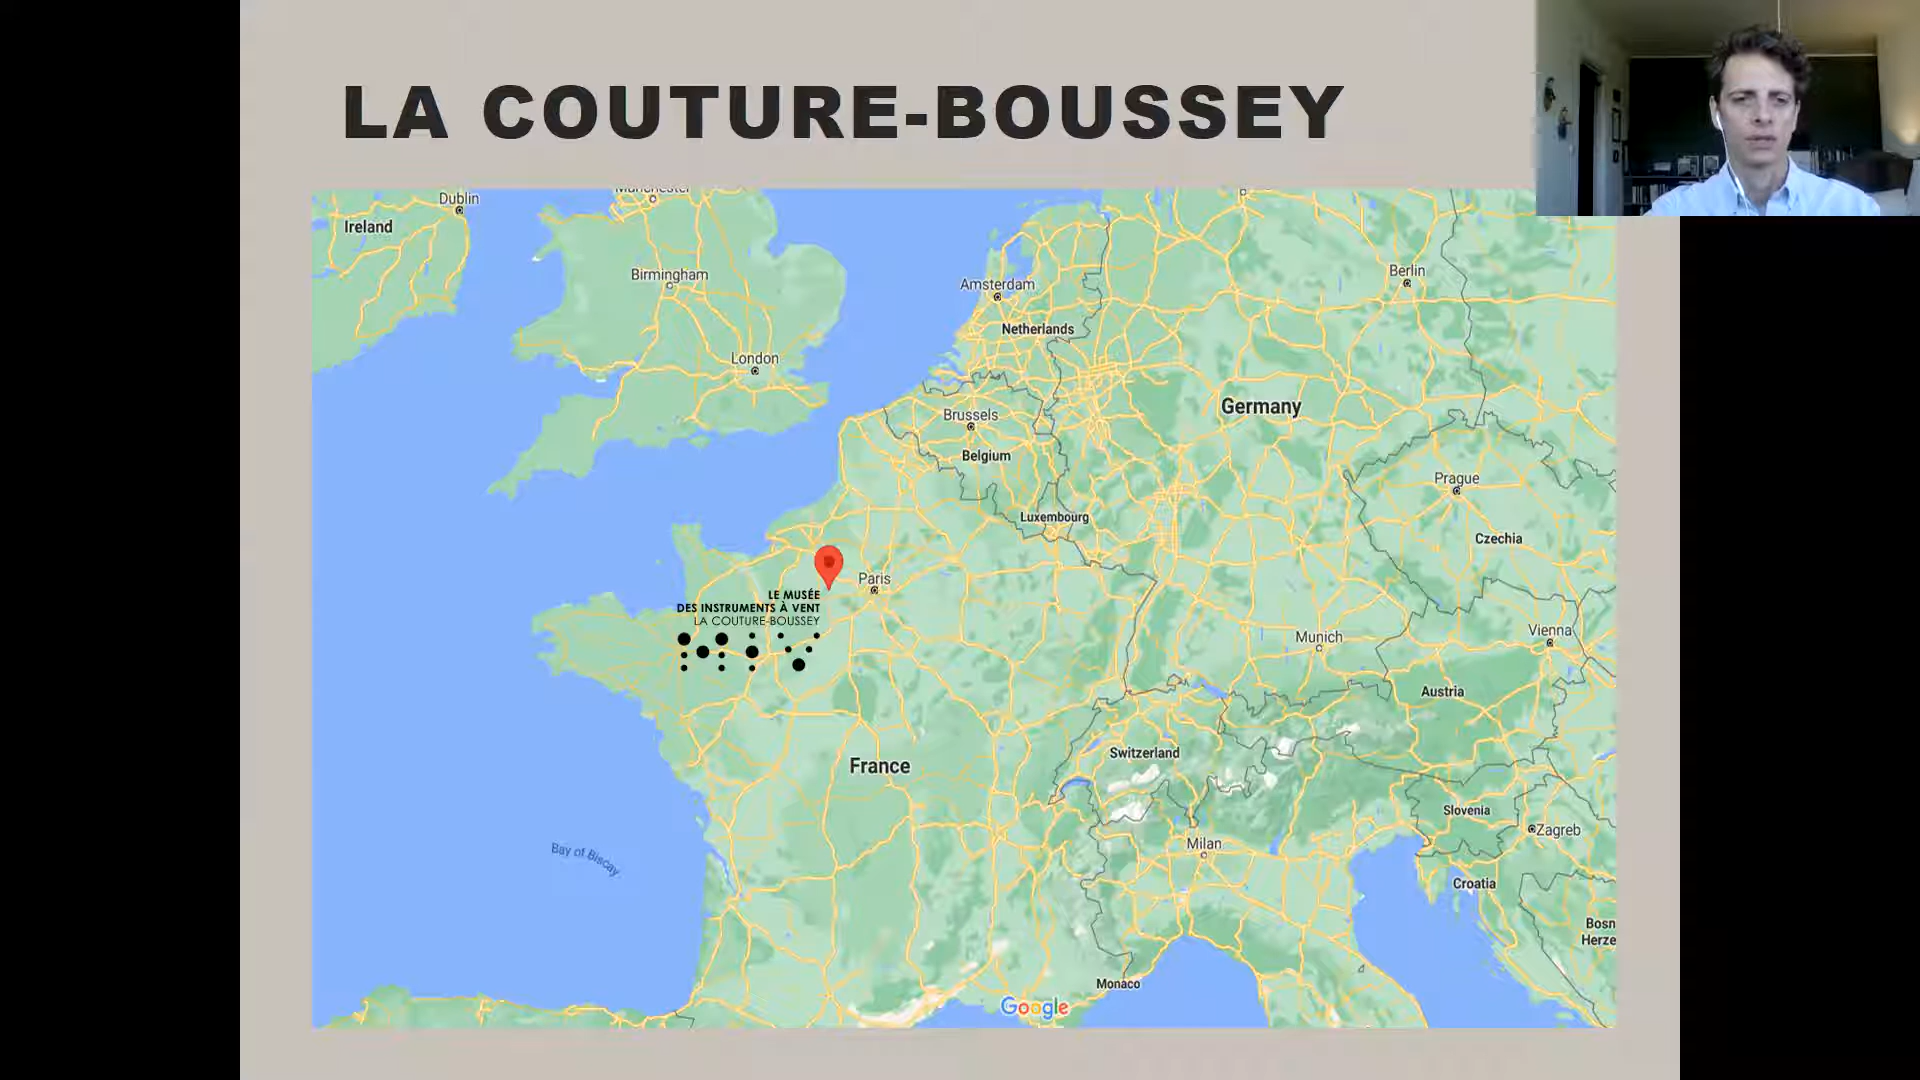 LA COUTURE-BOUSSEY
Manchester
Dublin
Ireland
Birmingham
Berlin
Amsterdam
Netherlands
London
Germany
Brussels
Belgium
Prague
Luxembourg
Czechia
Paris
LE MUSÉE
DES INSTRUMENTS À VENT
LA COUTURE-BOUSSEY
Munich
Vienna
Austria
Switzerland
France
Slovenia
Zagreb
Milan
Bay of Biscay
Croatia
Bosn
Herze
Monaco
Google